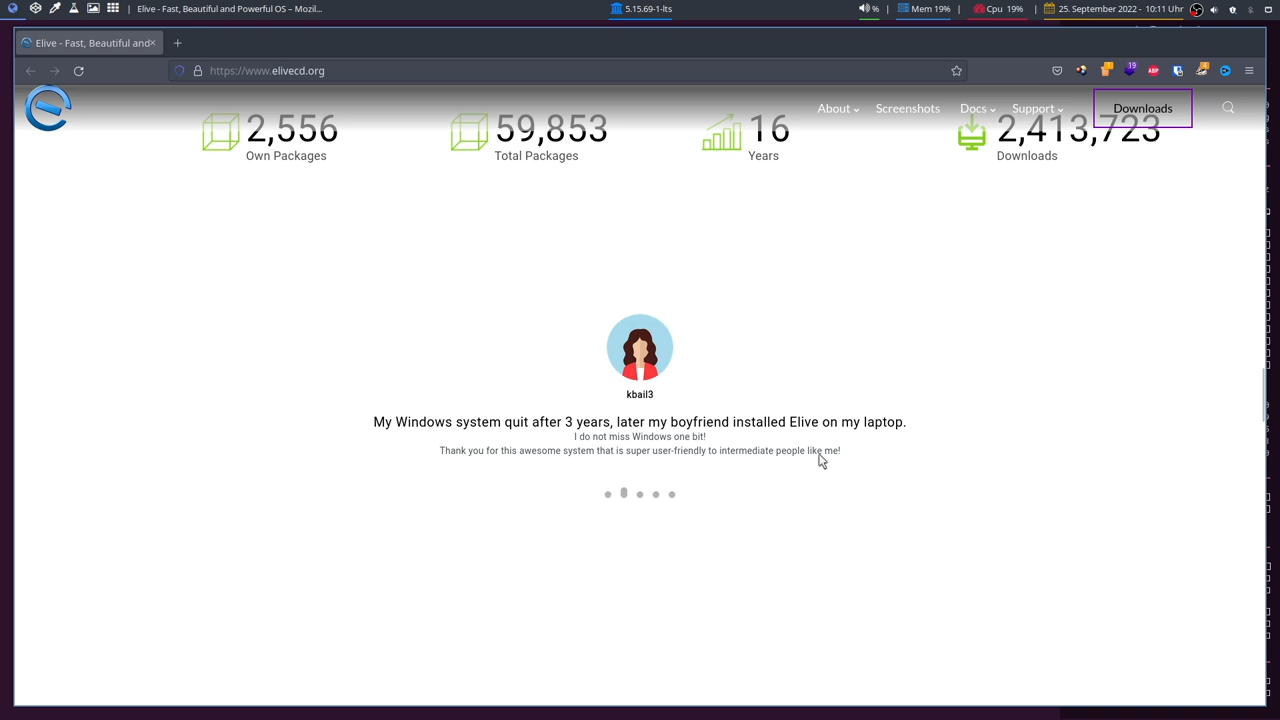 Elive - Fast, Beautiful and Powerful OS – Mozil...
5.15.69-1-lts
%
Mem 19%
Cpu 19%
25. September 2022 - 10:11 Uhr
Elive - Fast, Beautiful and
https://www.elivecd.org
19
ABP
About
Screenshots
Docs
Support
Downloads
2,556
Own Packages
59,853
Total Packages
16
Years
2,413,723
Downloads
kbail3
My Windows system quit after 3 years, later my boyfriend installed Elive on my laptop.
I do not miss Windows one bit!
Thank you for this awesome system that is super user-friendly to intermediate people like me!